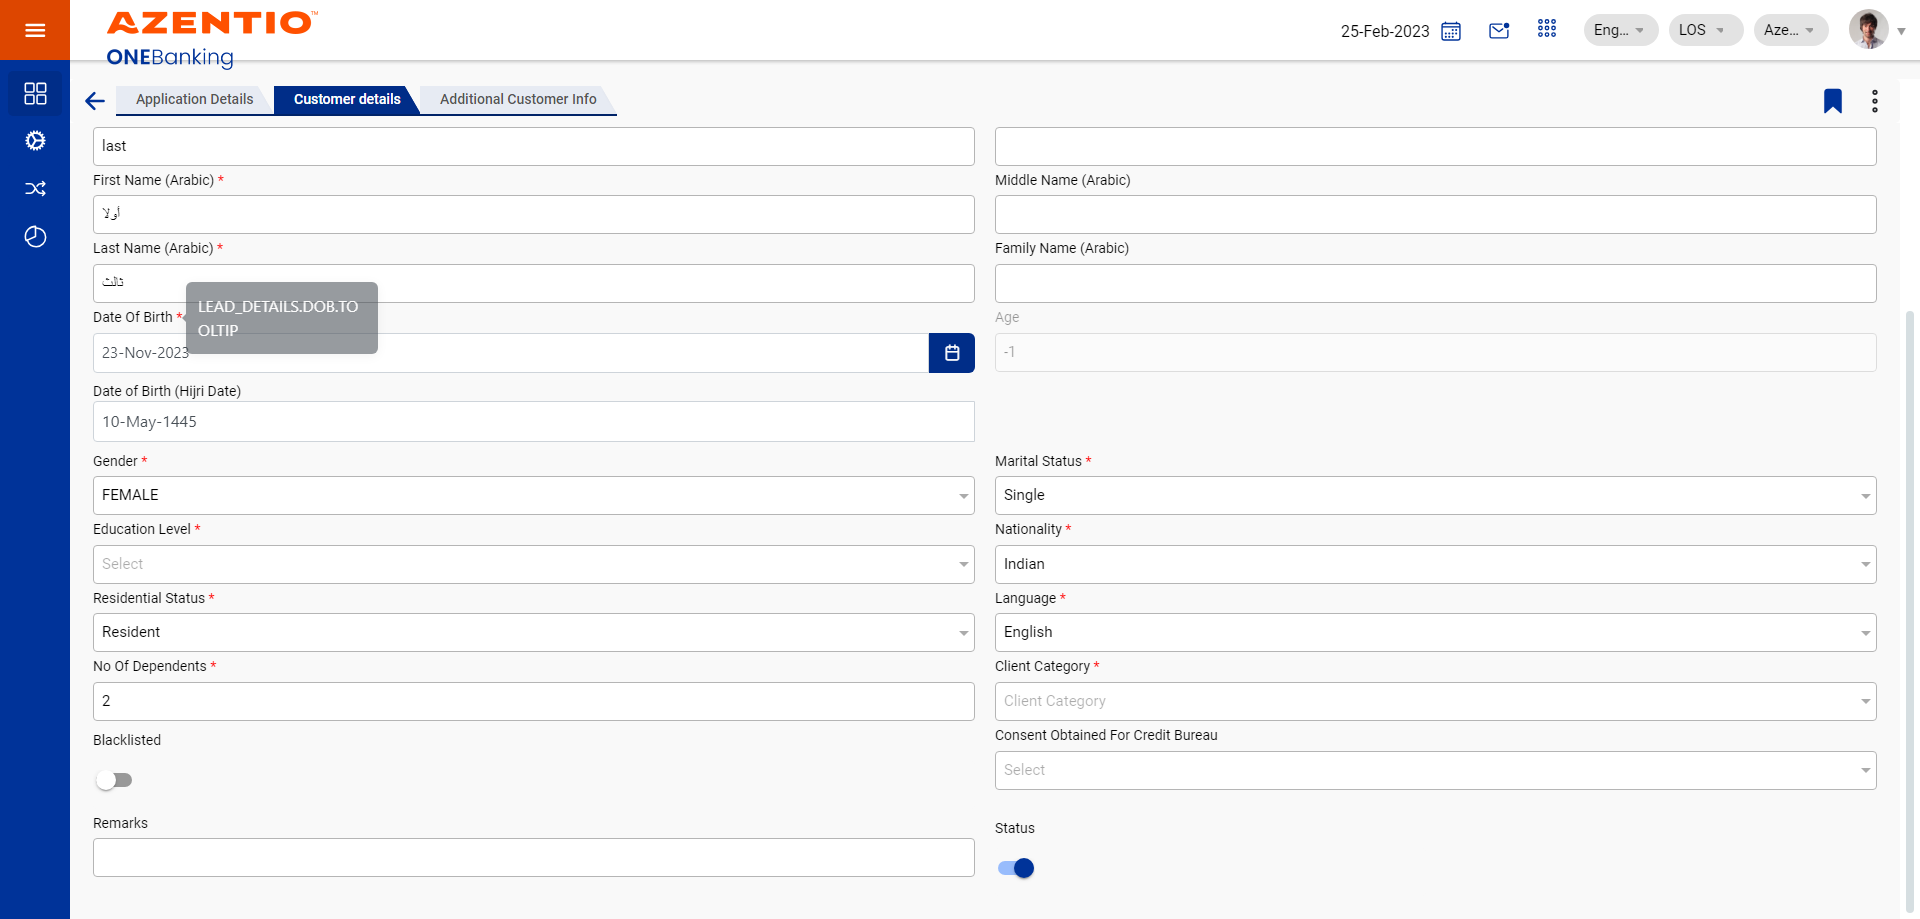 AZENTIO™
ONEBanking
25-Feb-2023
Eng...
LOS
Aze...
Application Details
Customer details
Additional Customer Info
last
First Name (Arabic) *
Middle Name (Arabic)
أولا
Last Name (Arabic) *
Family Name (Arabic)
ثالث
LEAD_DETAILS.DOB.TO
OLTIP
Date Of Birth *
Age
23-Nov-2023
-1
Date of Birth (Hijri Date)
10-May-1445
Gender *
Marital Status *
FEMALE
Single
Education Level *
Nationality *
Select
Indian
Residential Status *
Language *
Resident
English
No Of Dependents *
Client Category *
2
Client Category
Blacklisted
Consent Obtained For Credit Bureau
Select
Remarks
Status